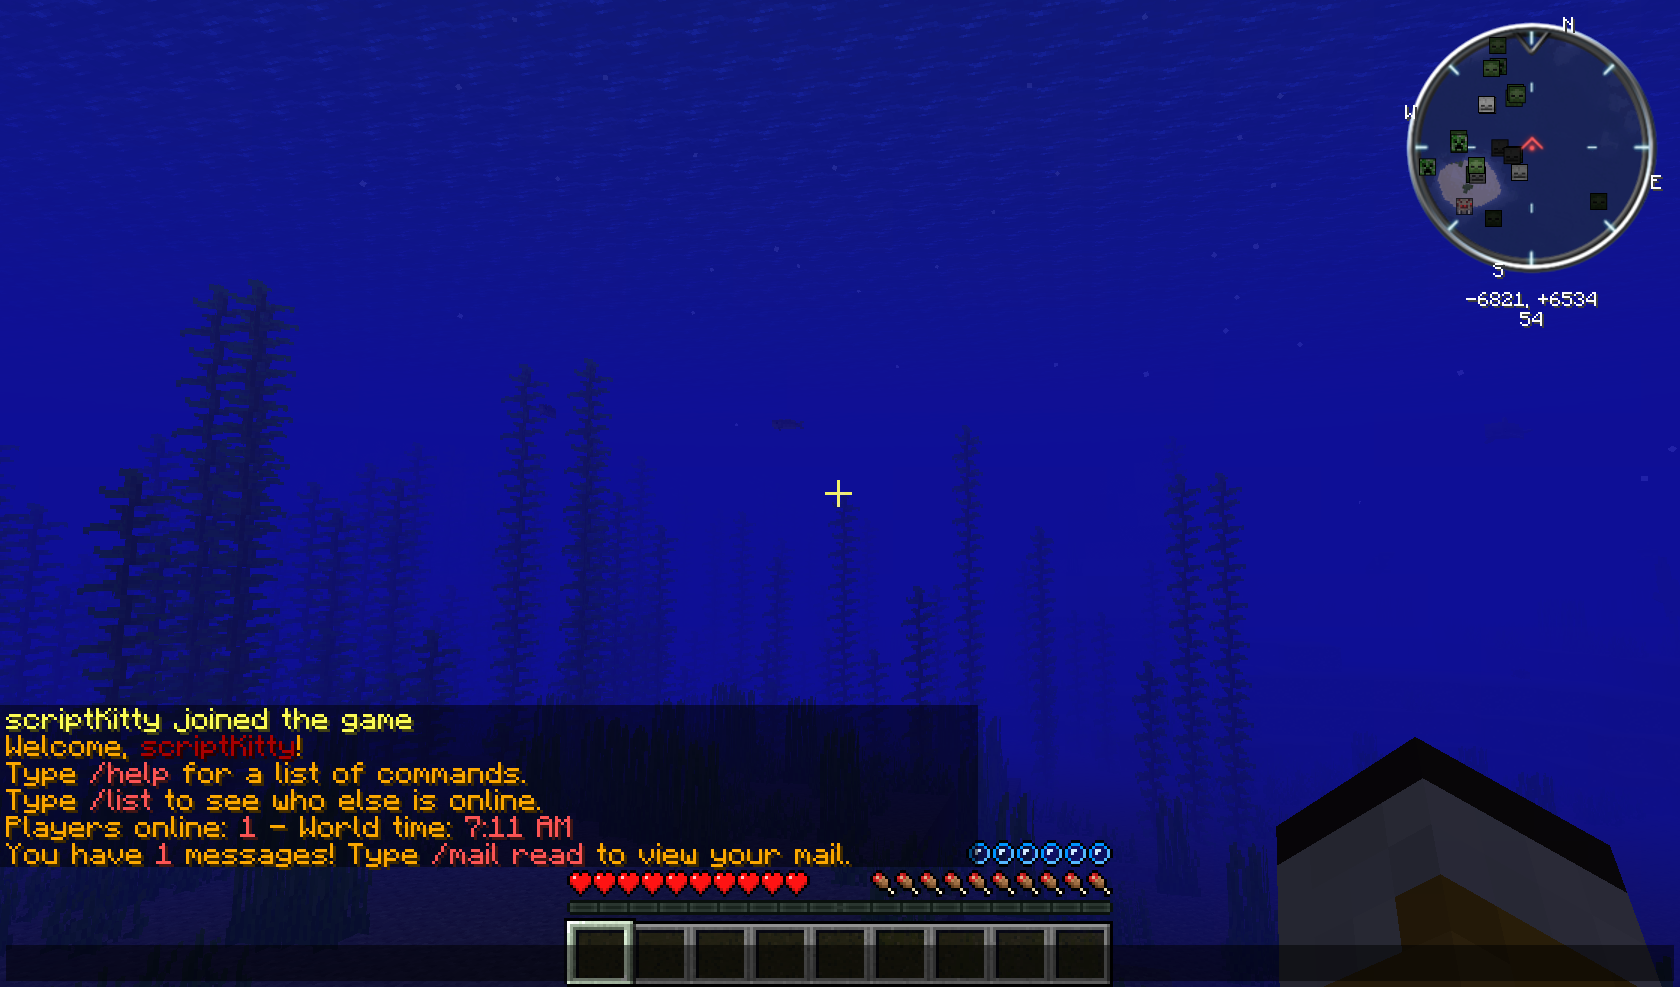 N
W
E
S
-6821, +6534
54
scriptKitty joined the game
Welcome, scriptKitty!
Type /help for a list of commands.
Type /list to see who else is online.
Players online: 1 - World time: 7:11 AM
You have 1 messages! Type /mail read to view your mail.